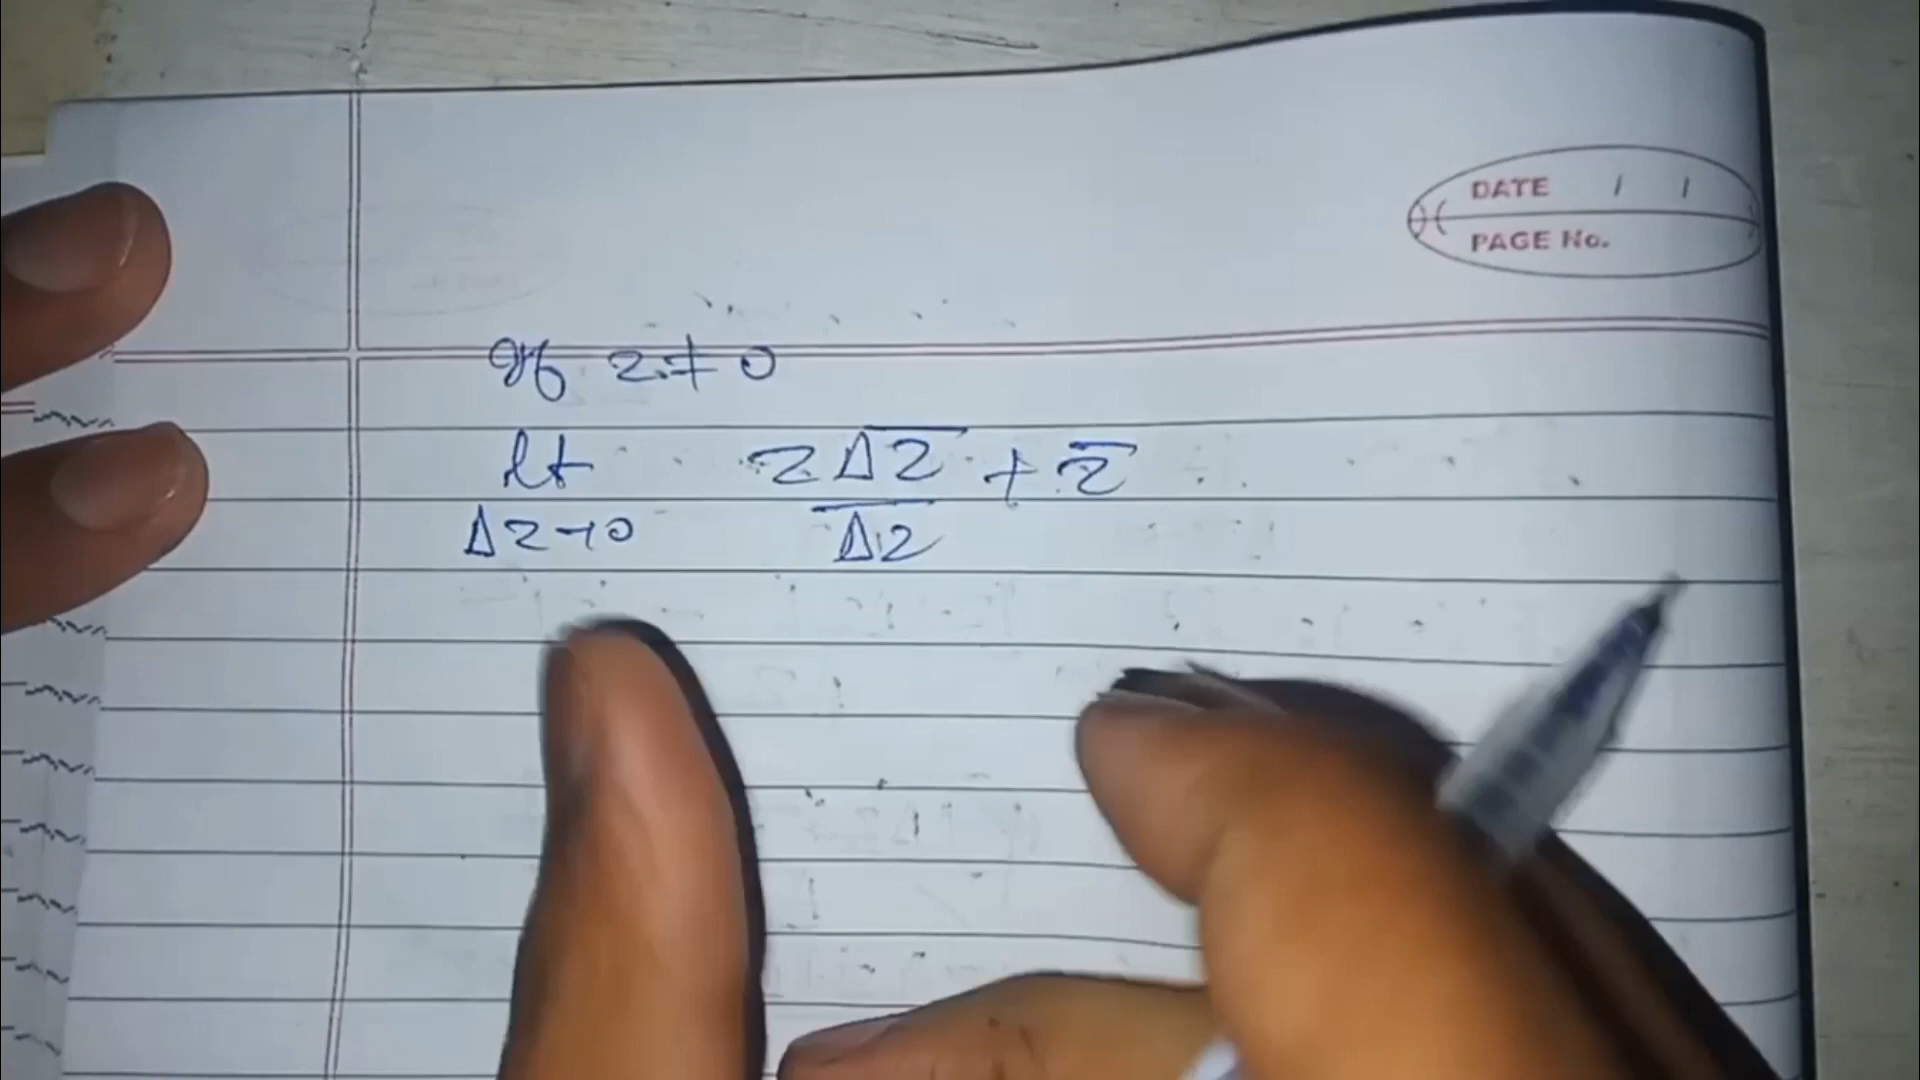 DATE / /
PAGE No.
If z ≠ 0
lt z Δz̅ + z̅
Δz→0 Δz